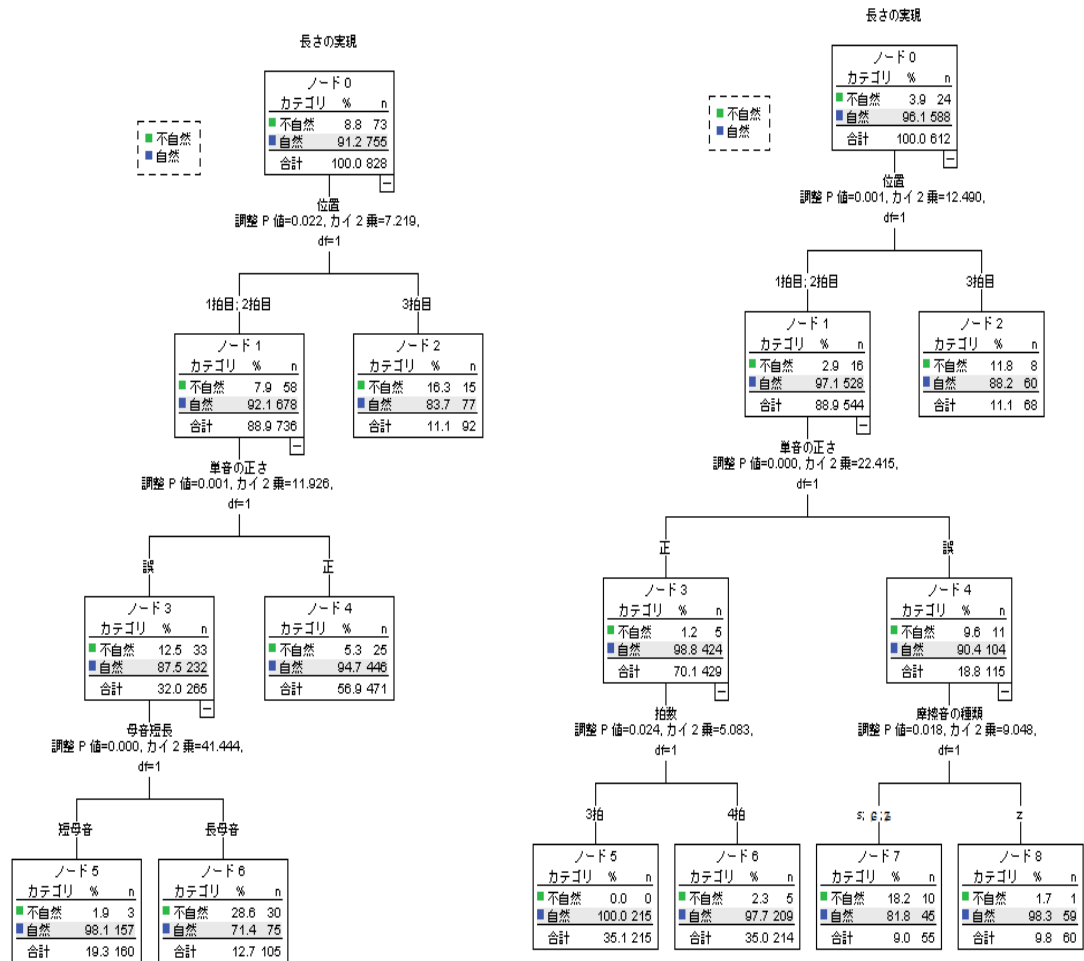 長さの実現
ノード 0
カテゴリ % n
不自然 8.8 73
自然 91.2 755
合計 100.0 828
不自然
自然
位置
調整 P 値=0.022, カイ 2 乗=7.219,
df=1
1拍目; 2拍目
3拍目
ノード 1
カテゴリ % n
不自然 7.9 58
自然 92.1 678
合計 88.9 736
ノード 2
カテゴリ % n
不自然 16.3 15
自然 83.7 77
合計 11.1 92
単音の正さ
調整 P 値=0.001, カイ 2 乗=11.926,
df=1
誤
正
ノード 3
カテゴリ % n
不自然 12.5 33
自然 87.5 232
合計 32.0 265
ノード 4
カテゴリ % n
不自然 5.3 25
自然 94.7 446
合計 56.9 471
母音短長
調整 P 値=0.000, カイ 2 乗=41.444,
df=1
短母音
長母音
ノード 5
カテゴリ % n
不自然 1.9 3
自然 98.1 157
合計 19.3 160
ノード 6
カテゴリ % n
不自然 28.6 30
自然 71.4 75
合計 12.7 105
長さの実現
ノード 0
カテゴリ % n
不自然 3.9 24
自然 96.1 588
合計 100.0 612
不自然
自然
位置
調整 P 値=0.001, カイ 2 乗=12.490,
df=1
1拍目; 2拍目
3拍目
ノード 1
カテゴリ % n
不自然 2.9 16
自然 97.1 528
合計 88.9 544
ノード 2
カテゴリ % n
不自然 11.8 8
自然 88.2 60
合計 11.1 68
単音の正さ
調整 P 値=0.000, カイ 2 乗=22.415,
df=1
正
誤
ノード 3
カテゴリ % n
不自然 1.2 5
自然 98.8 424
合計 70.1 429
ノード 4
カテゴリ % n
不自然 9.6 11
自然 90.4 104
合計 18.8 115
拍数
調整 P 値=0.024, カイ 2 乗=5.083,
df=1
摩擦音の種類
調整 P 値=0.018, カイ 2 乗=9.048,
df=1
3拍
4拍
s;
z
ノード 5
カテゴリ % n
不自然 0.0 0
自然 100.0 215
合計 35.1 215
ノード 6
カテゴリ % n
不自然 2.3 5
自然 97.7 209
合計 35.0 214
ノード 7
カテゴリ % n
不自然 18.2 10
自然 81.8 45
合計 9.0 55
ノード 8
カテゴリ % n
不自然 1.7 1
自然 98.3 59
合計 9.8 60